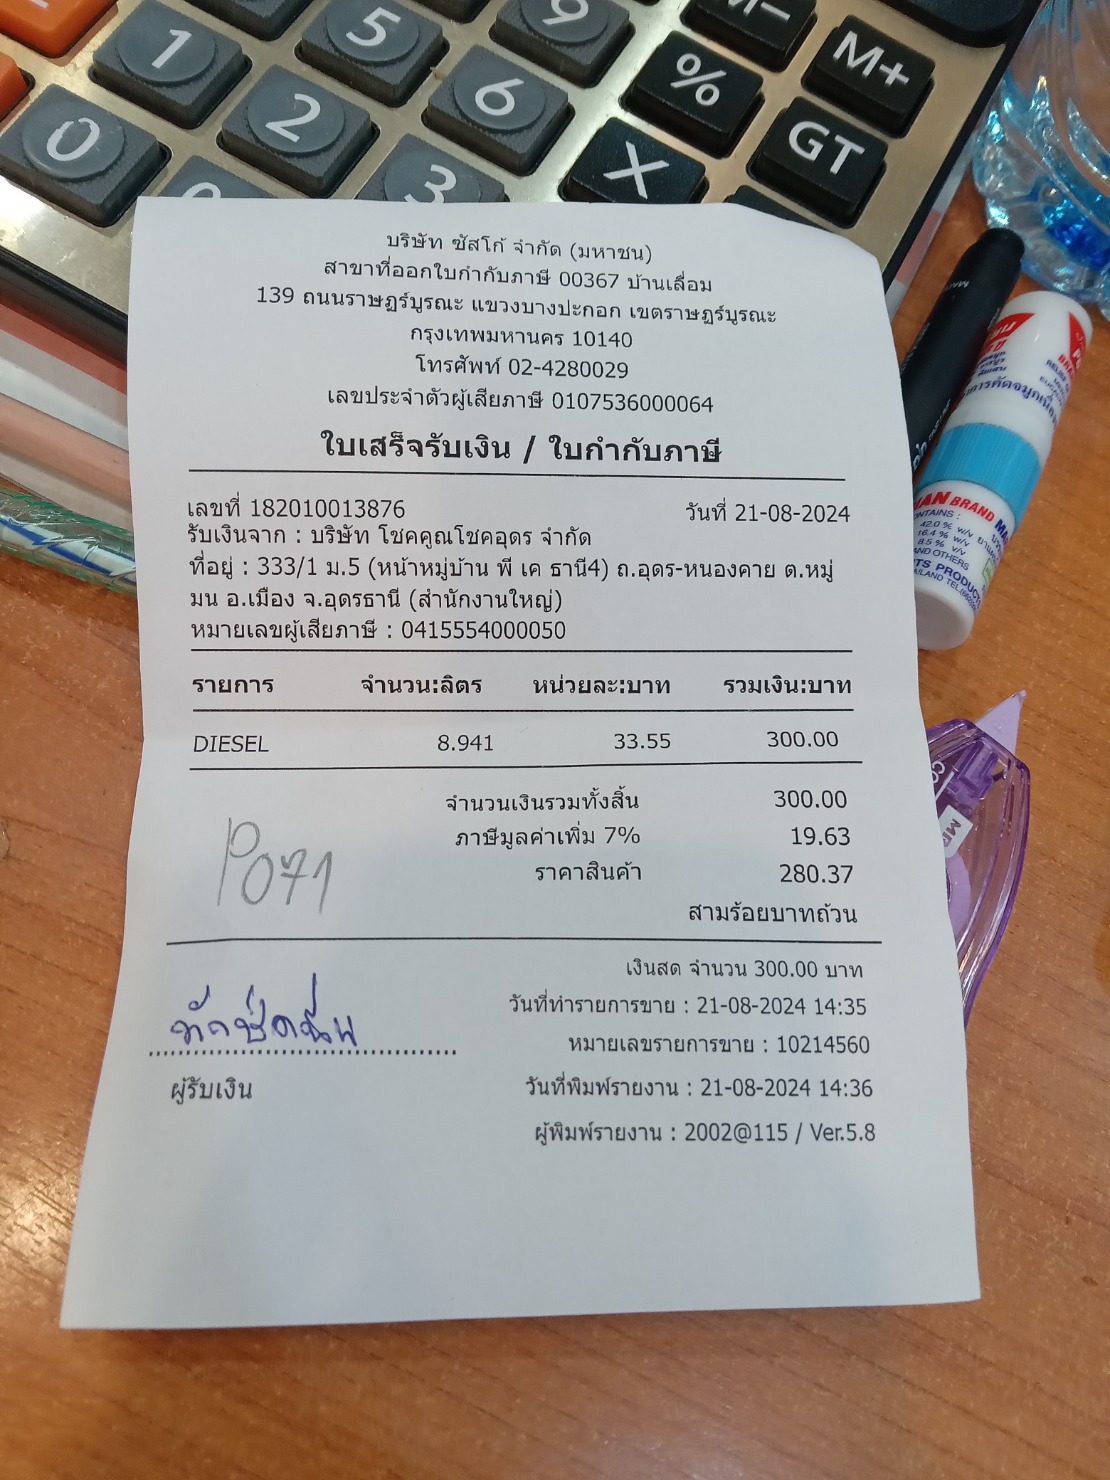 1
5
9
M-
M+
0
2
6
%
GT
3
X
บริษัท ซัสโก้ จำกัด (มหาชน)
สาขาที่ออกใบกำกับภาษี 00367 บ้านเลื่อม
139 ถนนราษฎร์บูรณะ แขวงบางปะกอก เขตราษฎร์บูรณะ
กรุงเทพมหานคร 10140
โทรศัพท์ 02-4280029
เลขประจำตัวผู้เสียภาษี 0107536000064
ใบเสร็จรับเงิน / ใบกำกับภาษี
เลขที่ 182010013876 วันที่ 21-08-2024
รับเงินจาก : บริษัท โชคคูณโชคอุดร จำกัด
ที่อยู่ : 333/1 ม.5 (หน้าหมู่บ้าน พี เค ธานี4) ถ.อุดร-หนองคาย ต.หมู่
มน อ.เมือง จ.อุดรธานี (สำนักงานใหญ่)
หมายเลขผู้เสียภาษี : 0415554000050
รายการ จำนวน:ลิตร หน่วยละ:บาท รวมเงิน:บาท
DIESEL 8.941 33.55 300.00
จำนวนเงินรวมทั้งสิ้น 300.00
ภาษีมูลค่าเพิ่ม 7% 19.63
ราคาสินค้า 280.37
P071
สามร้อยบาทถ้วน
เงินสด จำนวน 300.00 บาท
วันที่ทำรายการขาย : 21-08-2024 14:35
หมายเลขรายการขาย : 10214560
ผู้รับเงิน
วันที่พิมพ์รายงาน : 21-08-2024 14:36
ผู้พิมพ์รายงาน : 2002@115 / Ver.5.8
BRAND
42.0 % w/v
16.4 % w/v
8.5 % v/v
AND OTHERS